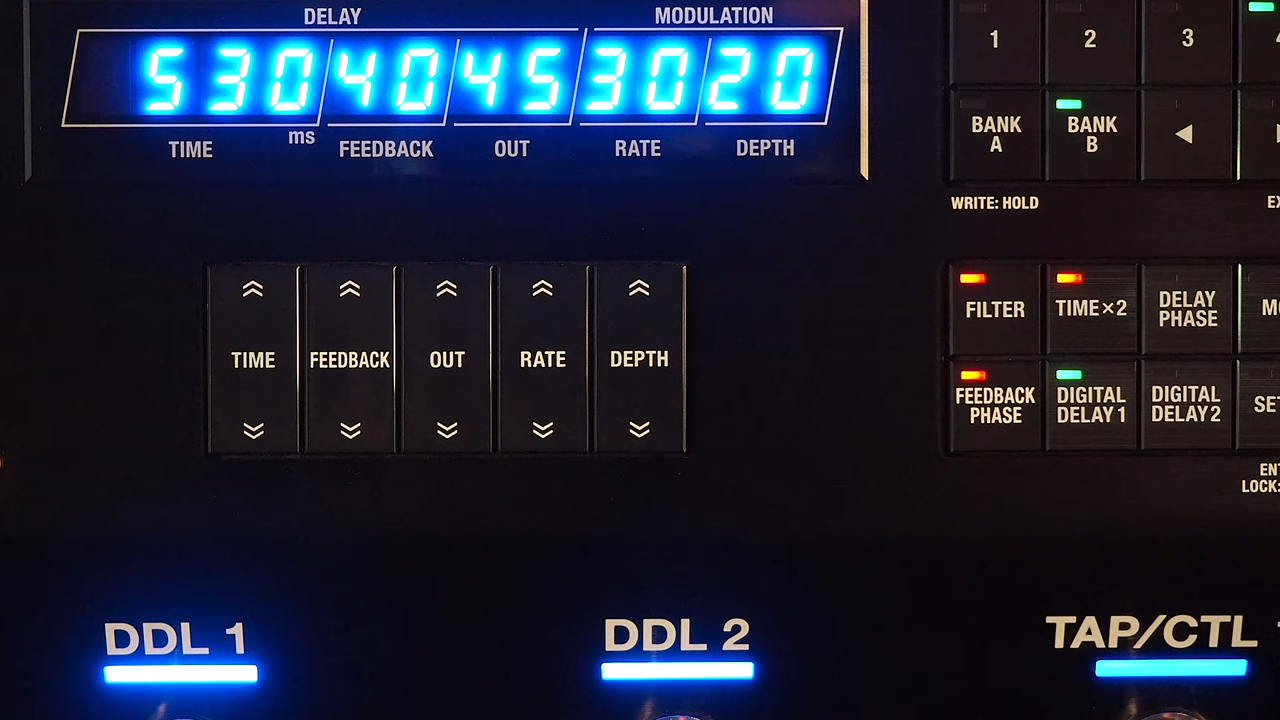 DELAY MODULATION
530 40 45 30 20
TIME ms FEEDBACK OUT RATE DEPTH
1 2 3
BANK A BANK B
WRITE: HOLD
TIME FEEDBACK OUT RATE DEPTH
FILTER TIME×2 DELAY PHASE
FEEDBACK PHASE DIGITAL DELAY 1 DIGITAL DELAY 2
LOCK:
DDL 1 DDL 2 TAP/CTL